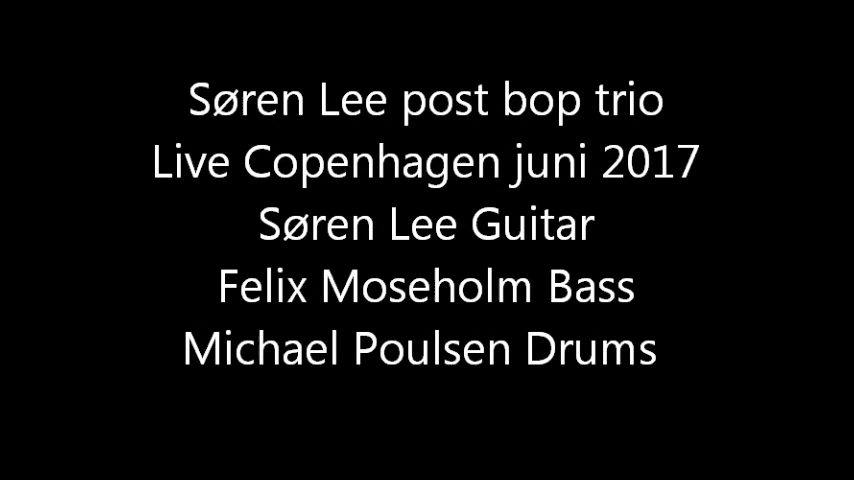 Søren Lee post bop trio
Live Copenhagen juni 2017
Søren Lee Guitar
Felix Moseholm Bass
Michael Poulsen Drums